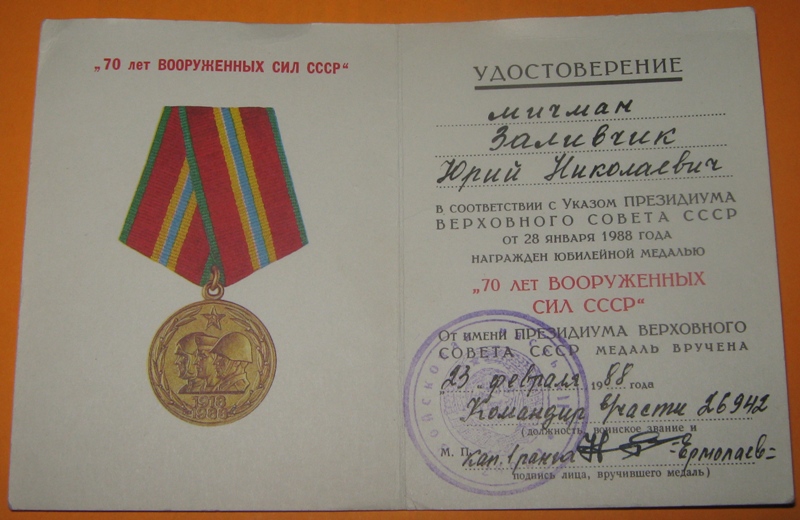 „70 лет ВООРУЖЕННЫХ СИЛ СССР“
1918
1988
УДОСТОВЕРЕНИЕ
мичман
Заливчик
Юрий Николаевич
В СООТВЕТСТВИИ С УКАЗОМ ПРЕЗИДИУМА
ВЕРХОВНОГО СОВЕТА СССР
ОТ 28 ЯНВАРЯ 1988 ГОДА
НАГРАЖДЕН ЮБИЛЕЙНОЙ МЕДАЛЬЮ
„70 ЛЕТ ВООРУЖЕННЫХ
СИЛ СССР“
ОТ ИМЕНИ ПРЕЗИДИУМА ВЕРХОВНОГО
СОВЕТА СССР МЕДАЛЬ ВРУЧЕНА
„23„ февраля 1988 года
Командир части 26942
(должность, воинское звание и
М. П. Кап. 1 ранга =Ермолаев=
подпись лица, вручившего медаль)